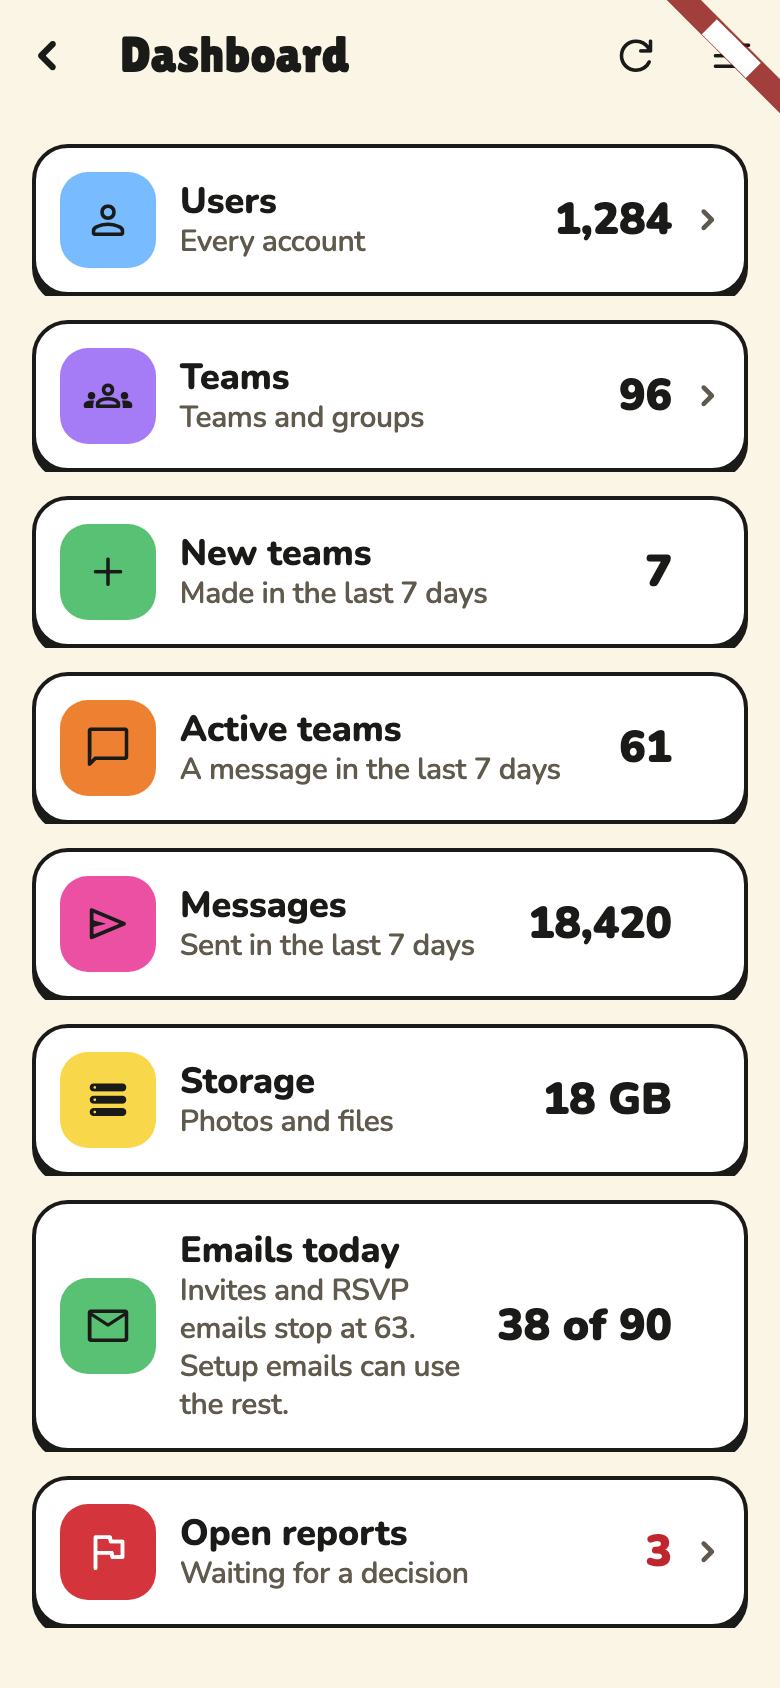 Dashboard
Users
Every account
1,284
Teams
Teams and groups
96
New teams
Made in the last 7 days
7
Active teams
A message in the last 7 days
61
Messages
Sent in the last 7 days
18,420
Storage
Photos and files
18 GB
Emails today
Invites and RSVP
emails stop at 63.
Setup emails can use
the rest.
38 of 90
Open reports
Waiting for a decision
3